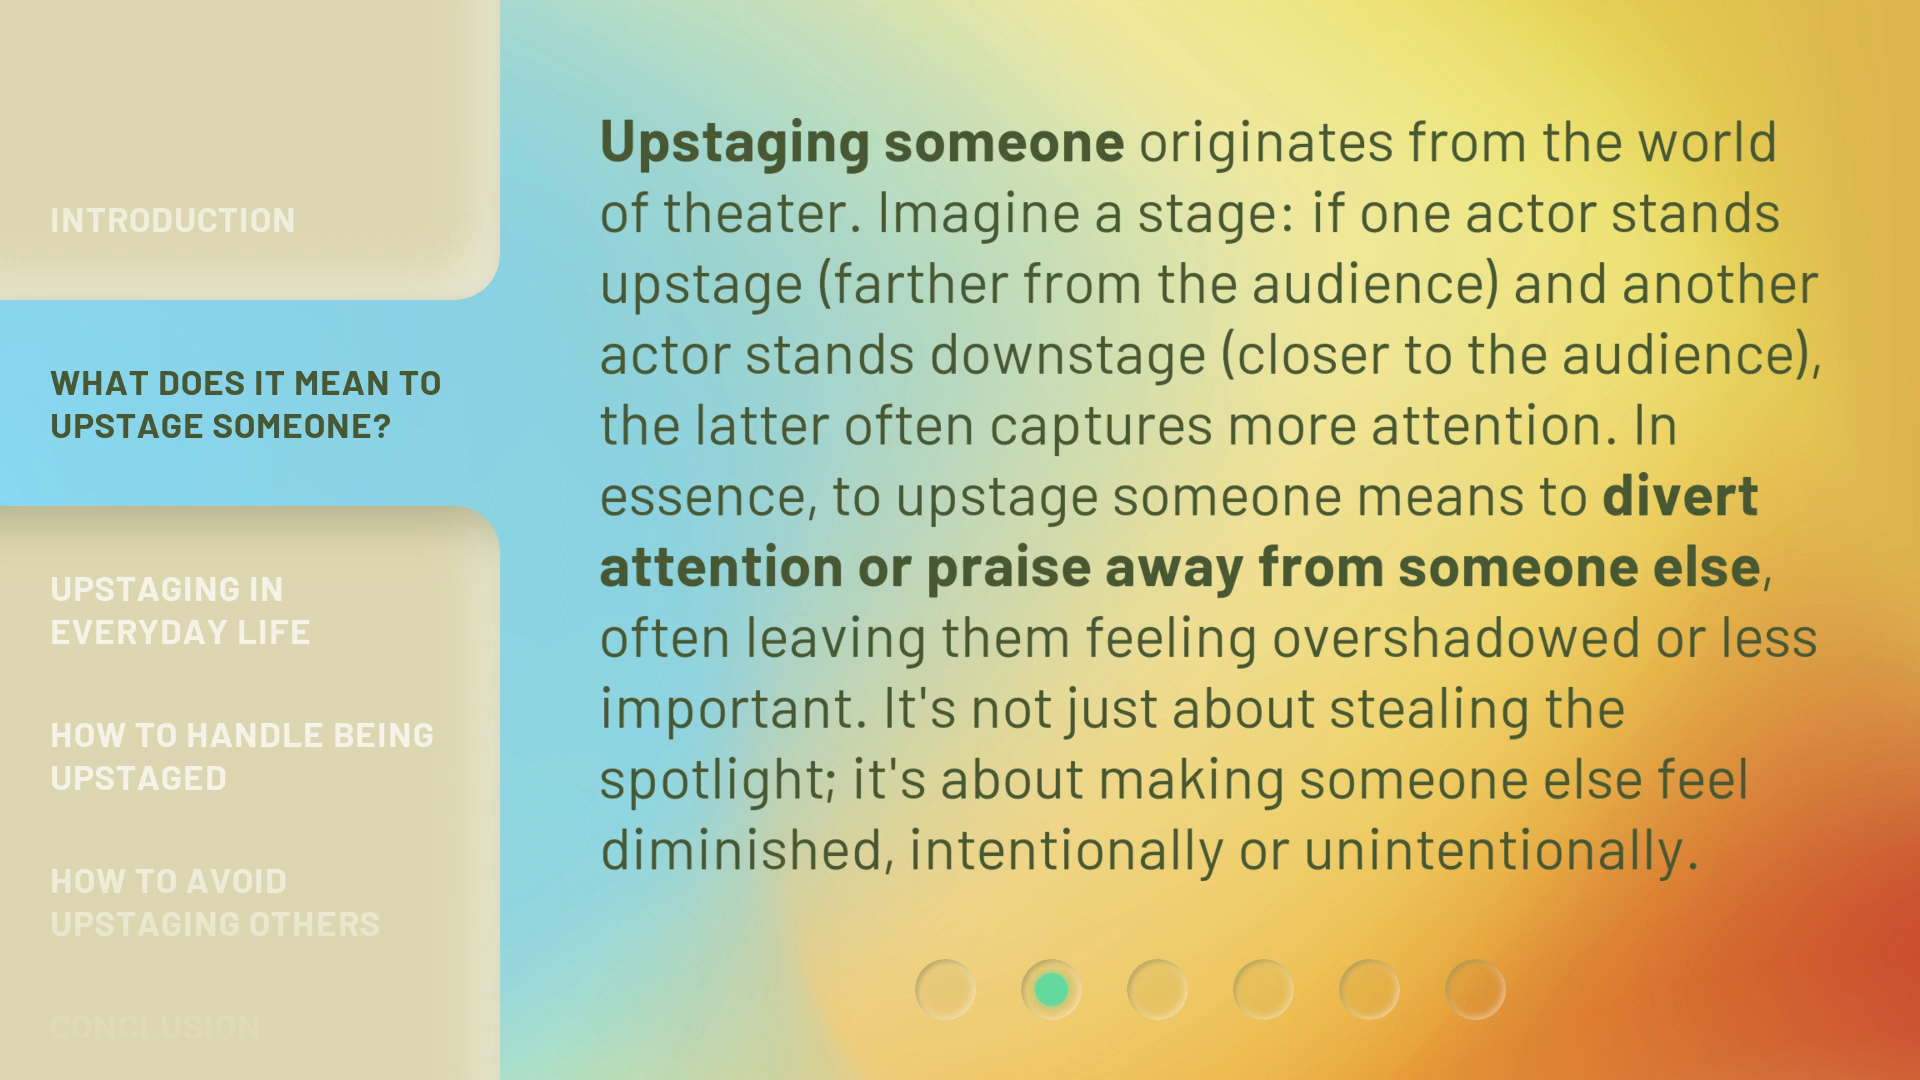 INTRODUCTION
WHAT DOES IT MEAN TO
UPSTAGE SOMEONE?
UPSTAGING IN
EVERYDAY LIFE
HOW TO HANDLE BEING
UPSTAGED
HOW TO AVOID
UPSTAGING OTHERS
CONCLUSION
Upstaging someone originates from the world
of theater. Imagine a stage: if one actor stands
upstage (farther from the audience) and another
actor stands downstage (closer to the audience),
the latter often captures more attention. In
essence, to upstage someone means to divert
attention or praise away from someone else,
often leaving them feeling overshadowed or less
important. It's not just about stealing the
spotlight; it's about making someone else feel
diminished, intentionally or unintentionally.